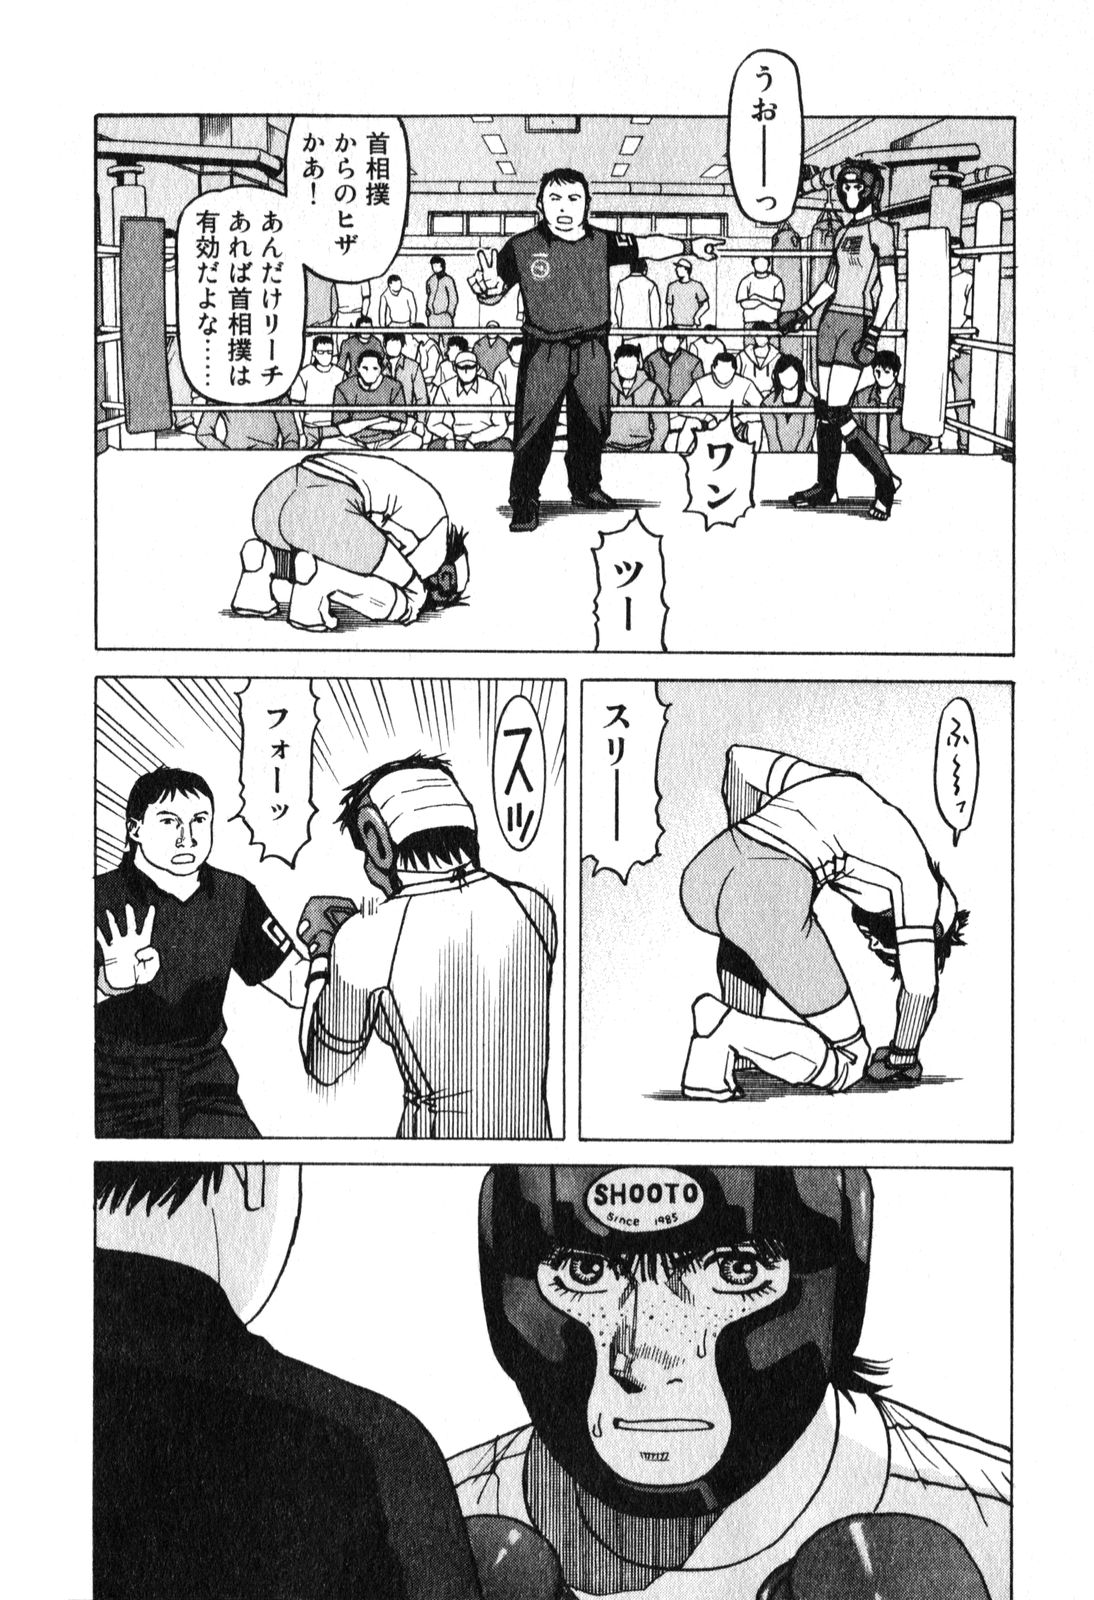 うおーーっ
首相撲
からのヒザ
かあ！
あんだけリーチ
あれば首相撲は
有効だよな……
ワン
ツー
ふ〜〜ッ
スリーー
スッ
フォーッ
SHOOTO
since 1985